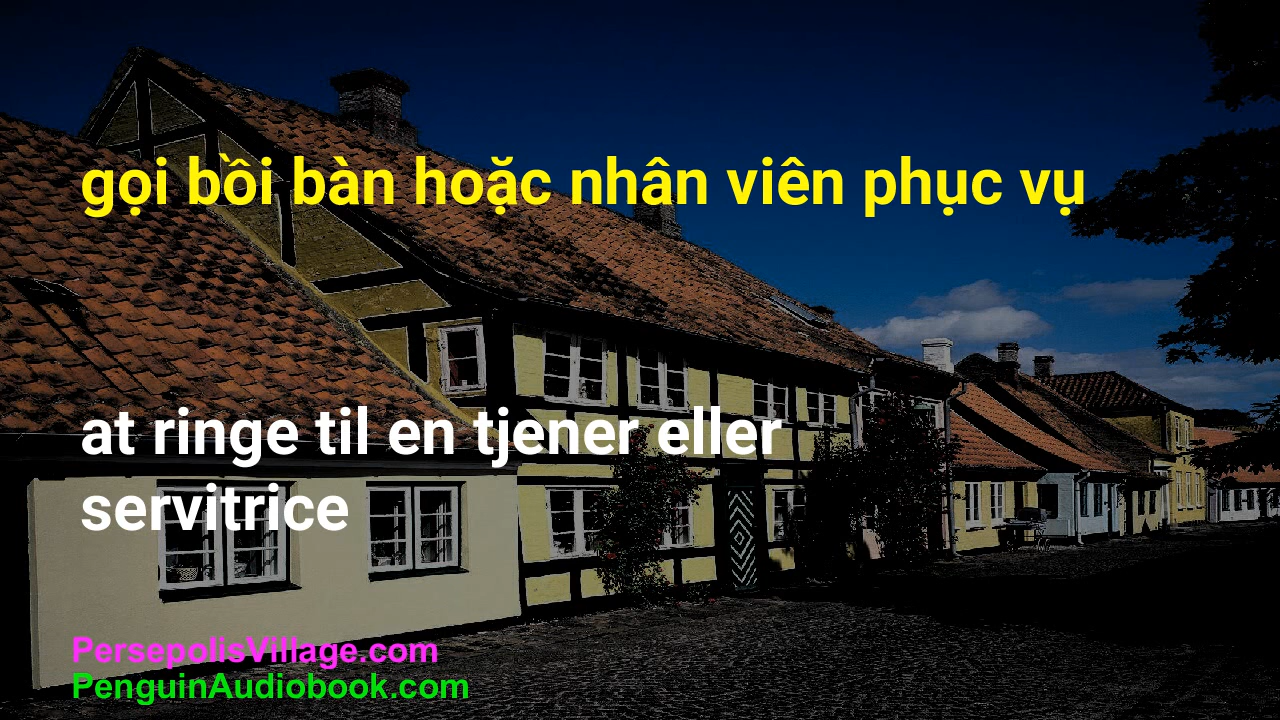 gọi bồi bàn hoặc nhân viên phục vụ
at ringe til en tjener eller
servitrice
PersepolisVillage.com
PenguinAudiobook.com